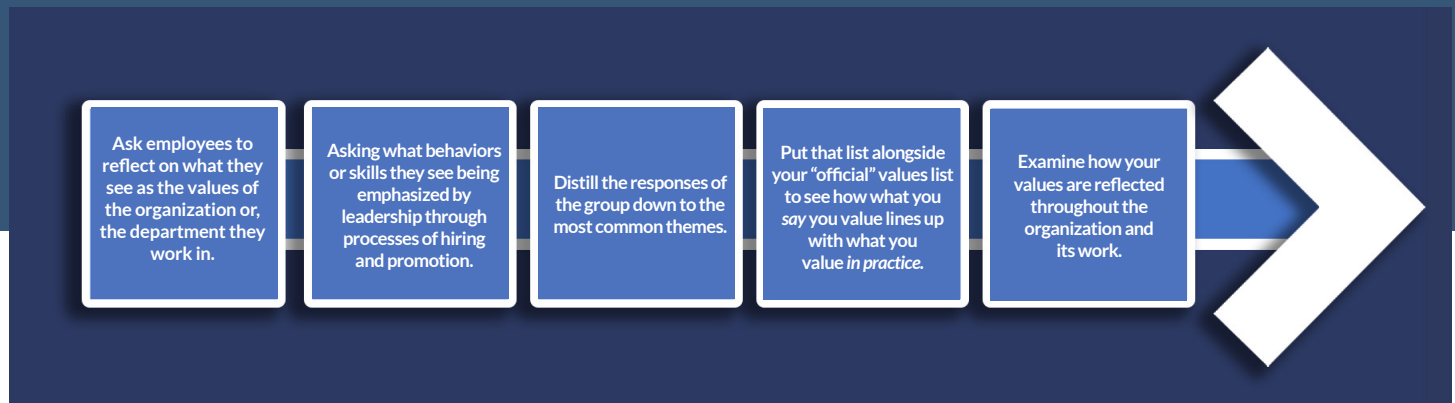 Ask employees to
reflect on what they
see as the values of
the organization or,
the department they
work in.
Asking what behaviors
or skills they see being
emphasized by
leadership through
processes of hiring
and promotion.
Distill the responses of
the group down to the
most common themes.
Put that list alongside
your “official” values list
to see how what you
say you value lines up
with what you
value in practice.
Examine how your
values are reflected
throughout the
organization and
its work.